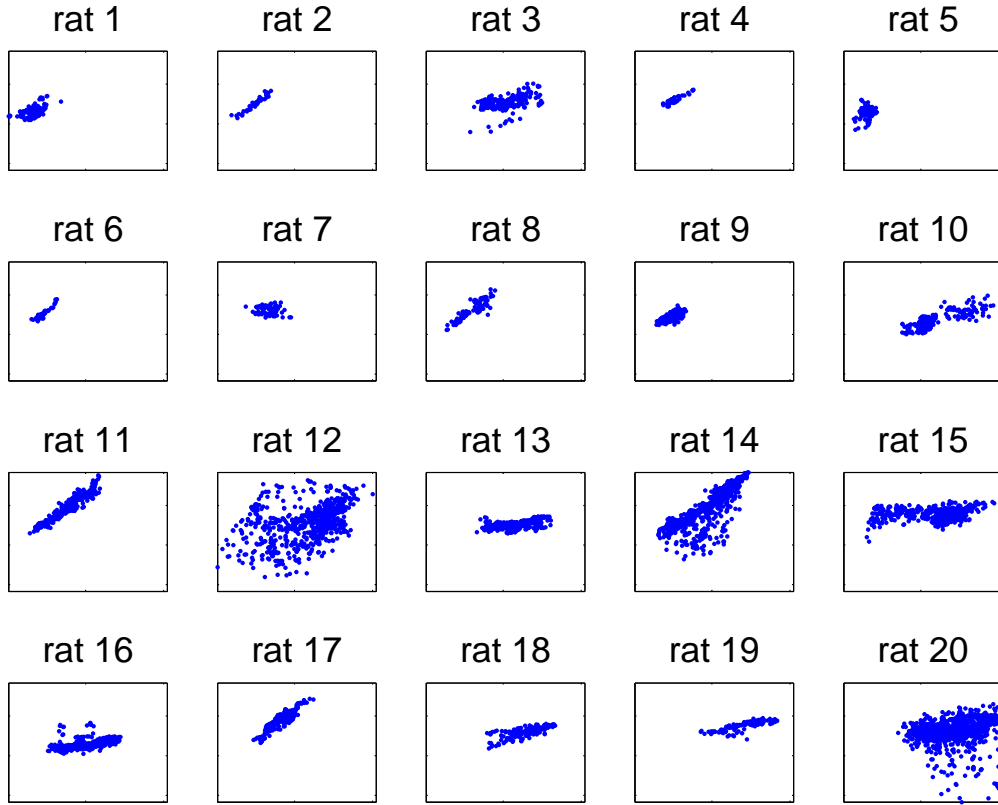 rat 1
rat 2
rat 3
rat 4
rat 5
rat 6
rat 7
rat 8
rat 9
rat 10
rat 11
rat 12
rat 13
rat 14
rat 15
rat 16
rat 17
rat 18
rat 19
rat 20